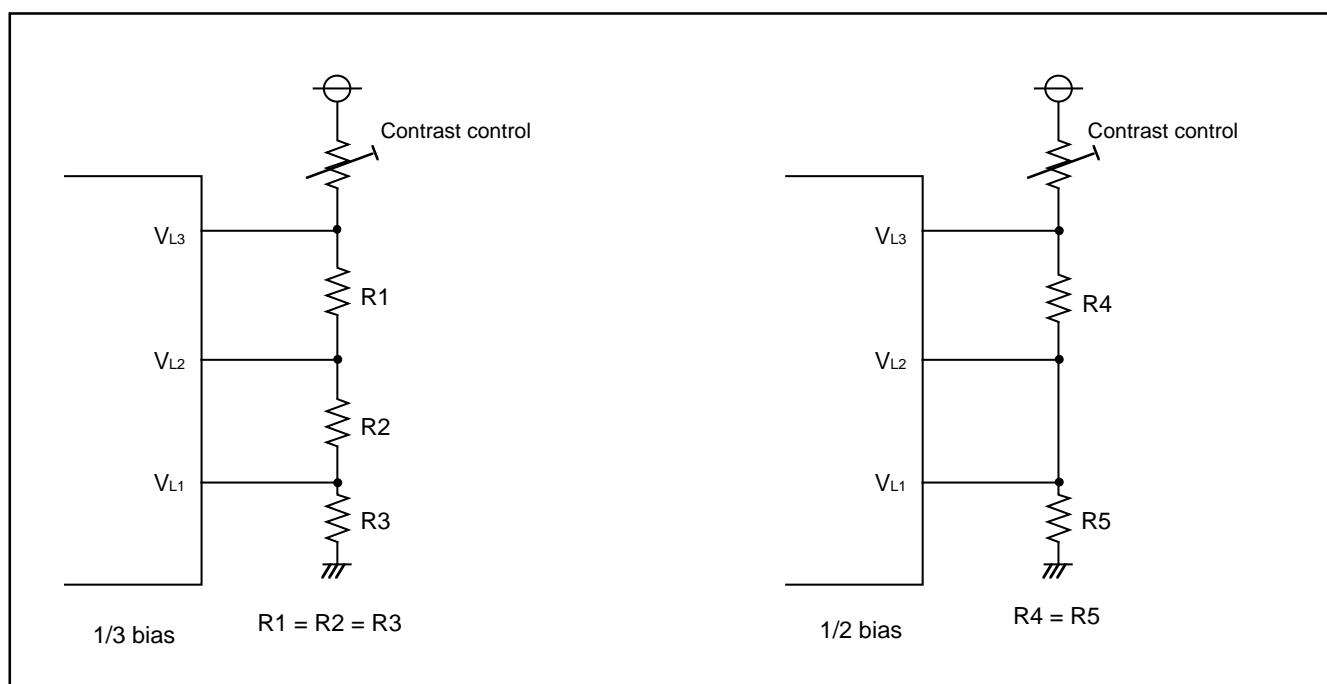 Contrast control
VL3
R1
VL2
R2
VL1
R3
1/3 bias
R1 = R2 = R3
Contrast control
VL3
R4
VL2
VL1
R5
1/2 bias
R4 = R5